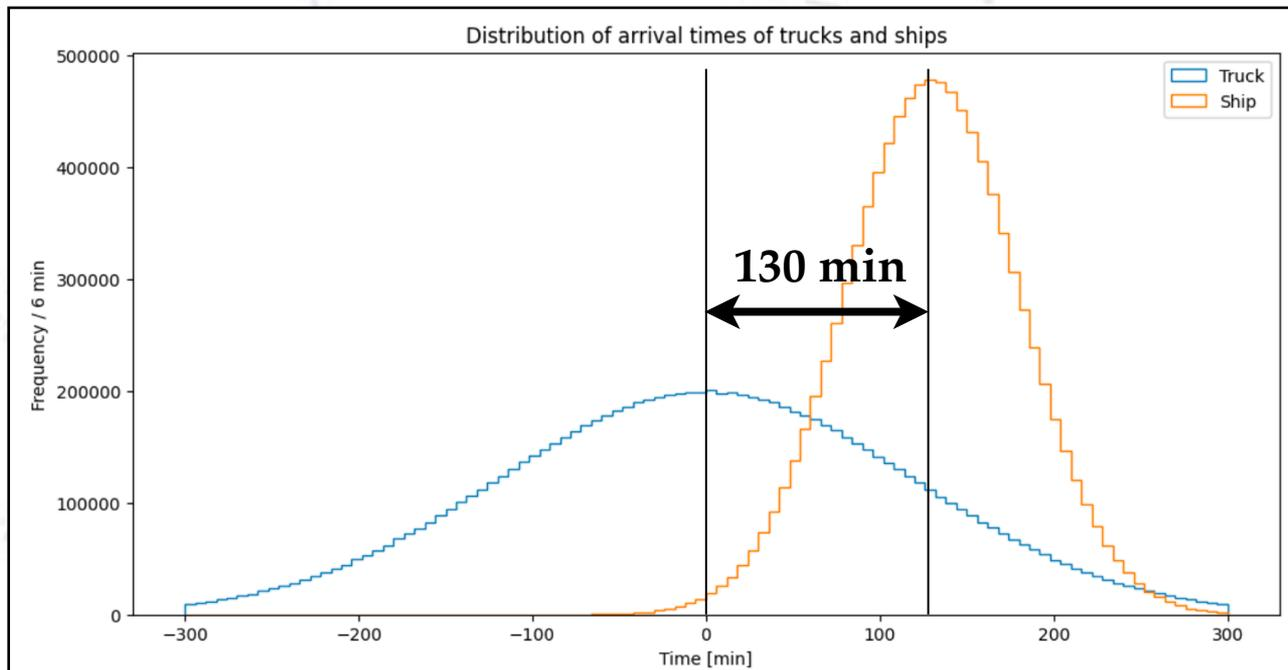 Distribution of arrival times of trucks and ships
500000
400000
300000
200000
100000
0
Frequency / 6 min
Truck
Ship
130 min
−300
−200
−100
0
100
200
300
Time [min]